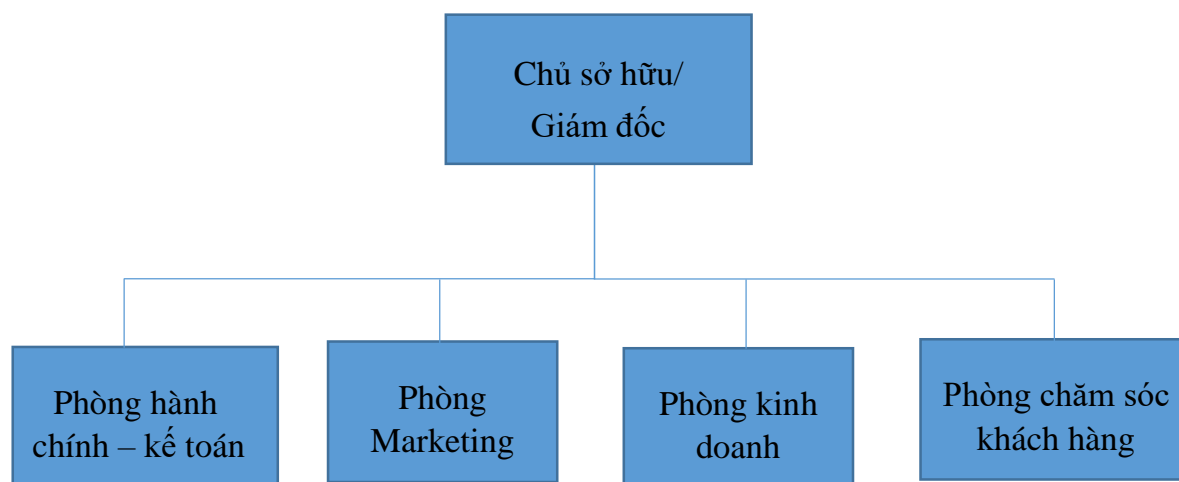 Chủ sở hữu/
Giám đốc
Phòng hành
chính – kế toán
Phòng
Marketing
Phòng kinh
doanh
Phòng chăm sóc
khách hàng